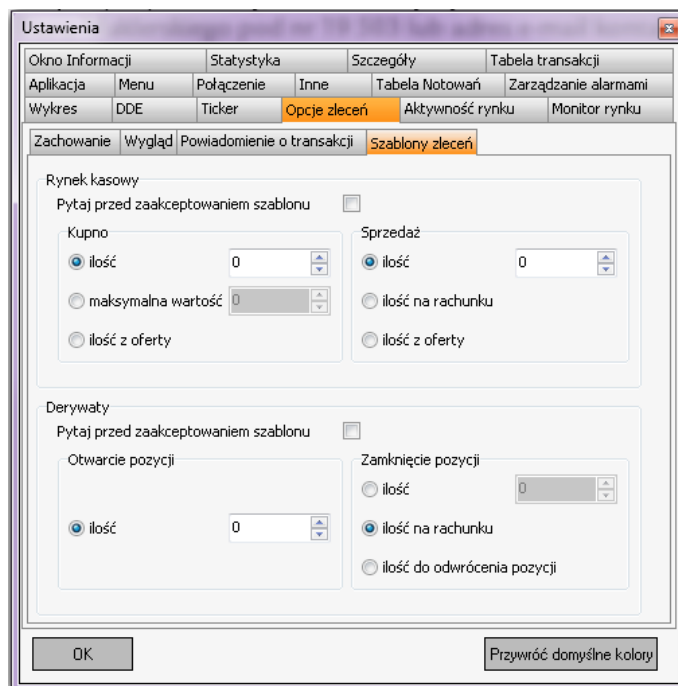 Ustawienia
Okno Informacji Statystyka Szczegóły Tabela transakcji
Aplikacja Menu Połączenie Inne Tabela Notowań Zarządzanie alarmami
Wykres DDE Ticker Opcje zleceń Aktywność rynku Monitor rynku
Zachowanie Wygląd Powiadomienie o transakcji Szablony zleceń
Rynek kasowy
Pytaj przed zaakceptowaniem szablonu
Kupno Sprzedaż
ilość 0 ilość 0
maksymalna wartość 0 ilość na rachunku
ilość z oferty ilość z oferty
Derywaty
Pytaj przed zaakceptowaniem szablonu
Otwarcie pozycji Zamknięcie pozycji
ilość 0
ilość 0 ilość na rachunku
ilość do odwrócenia pozycji
OK Przywróć domyślne kolory